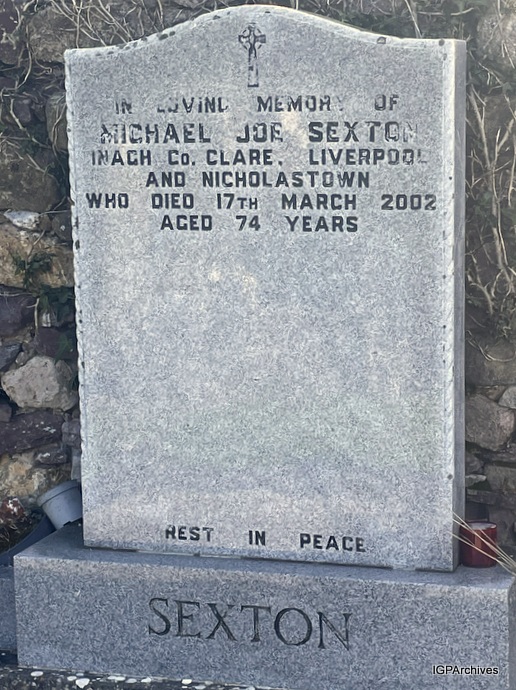 IN LOVING MEMORY OF
MICHAEL JOE SEXTON
INAGH Co. CLARE, LIVERPOOL
AND NICHOLASTOWN
WHO DIED 17TH MARCH 2002
AGED 74 YEARS
REST IN PEACE
SEXTON
IGPArchives